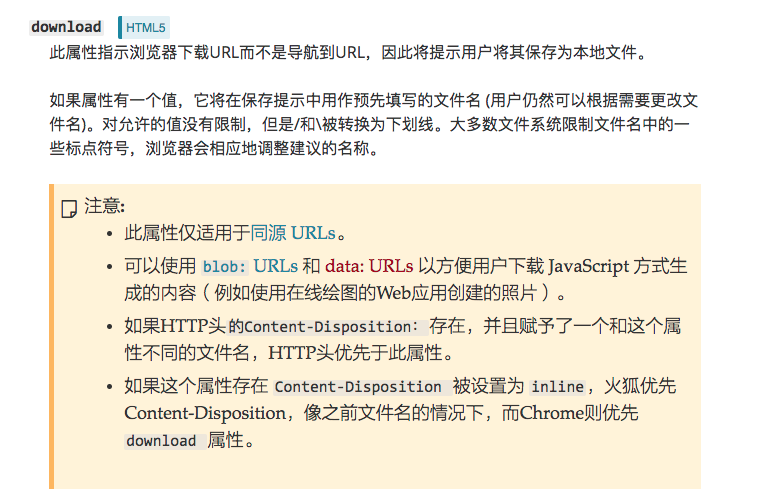 download HTML5
此属性指示浏览器下载URL而不是导航到URL，因此将提示用户将其保存为本地文件。
如果属性有一个值，它将在保存提示中用作预先填写的文件名 (用户仍然可以根据需要更改文
件名)。对允许的值没有限制，但是/和\被转换为下划线。大多数文件系统限制文件名中的一
些标点符号，浏览器会相应地调整建议的名称。
注意:
• 此属性仅适用于同源 URLs。
• 可以使用 blob: URLs 和 data: URLs 以方便用户下载 JavaScript 方式生
成的内容（例如使用在线绘图的Web应用创建的照片）。
• 如果HTTP头的Content-Disposition：存在，并且赋予了一个和这个属
性不同的文件名，HTTP头优先于此属性。
• 如果这个属性存在 Content-Disposition 被设置为 inline，火狐优先
Content-Disposition，像之前文件名的情况下，而Chrome则优先
download 属性。